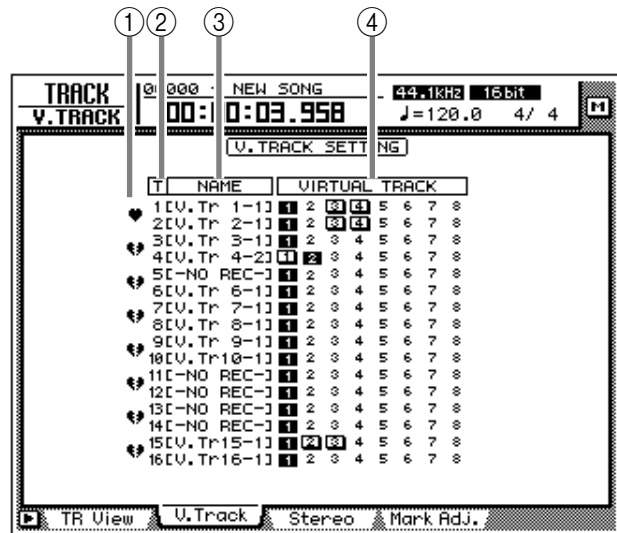 ① ② ③ ④
TRACK
V.TRACK
NEW SONG
44.1kHz 16bit
3.958
♩=120.0 4/ 4
M
V.TRACK SETTING
T NAME VIRTUAL TRACK
1[V.Tr 1-1] 1 2 3 4 5 6 7 8
2[V.Tr 2-1] 1 2 3 4 5 6 7 8
3[V.Tr 3-1] 1 2 3 4 5 6 7 8
4[V.Tr 4-2] 1 2 3 4 5 6 7 8
5[-NO REC-] 1 2 3 4 5 6 7 8
6[V.Tr 6-1] 1 2 3 4 5 6 7 8
7[V.Tr 7-1] 1 2 3 4 5 6 7 8
8[V.Tr 8-1] 1 2 3 4 5 6 7 8
9[V.Tr 9-1] 1 2 3 4 5 6 7 8
10[V.Tr10-1] 1 2 3 4 5 6 7 8
11[-NO REC-] 1 2 3 4 5 6 7 8
12[-NO REC-] 1 2 3 4 5 6 7 8
13[-NO REC-] 1 2 3 4 5 6 7 8
14[-NO REC-] 1 2 3 4 5 6 7 8
15[V.Tr15-1] 1 2 3 4 5 6 7 8
16[V.Tr16-1] 1 2 3 4 5 6 7 8
TR View V.Track Stereo Mark Adj.